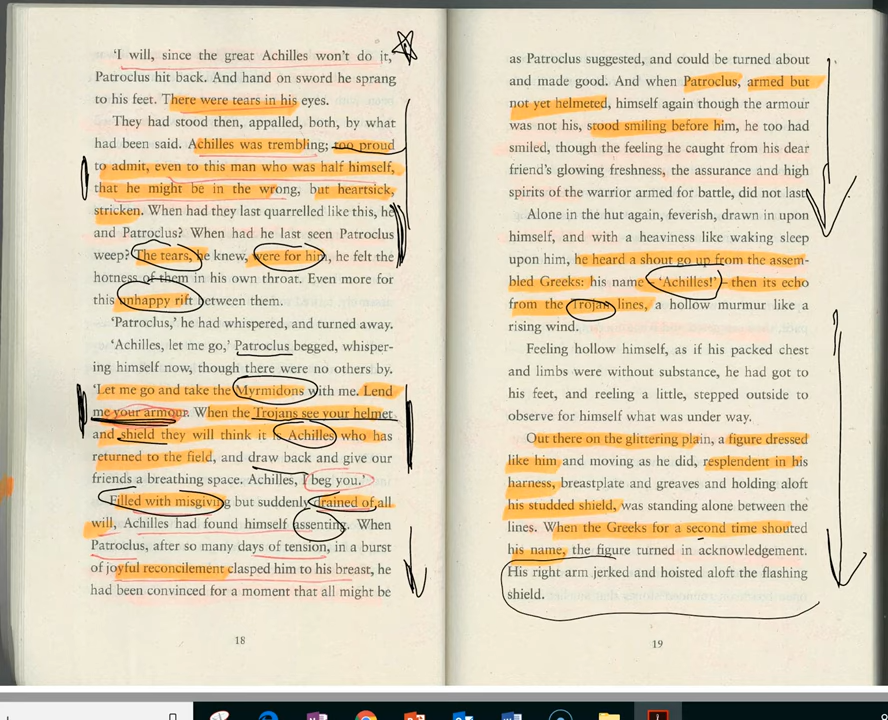 ‘I will, since the great Achilles won’t do it,’
Patroclus hit back. And hand on sword he sprang
to his feet. There were tears in his eyes.
They had stood then, appalled, both, by what
had been said. Achilles was trembling; too proud
to admit, even to this man who was half himself,
that he might be in the wrong, but heartsick,
stricken. When had they last quarrelled like this, he
and Patroclus? When had he last seen Patroclus
weep? The tears, he knew, were for him, he felt the
hotness of them in his own throat. Even more for
this unhappy rift between them.
‘Patroclus,’ he had whispered, and turned away.
‘Achilles, let me go,’ Patroclus begged, whisper-
ing himself now, though there were no others by.
‘Let me go and take the Myrmidons with me. Lend
me your armour. When the Trojans see your helmet
and shield they will think it is Achilles who has
returned to the field, and draw back and give our
friends a breathing space. Achilles, I beg you.’
Filled with misgiving but suddenly drained of all
will, Achilles had found himself assenting. When
Patroclus, after so many days of tension, in a burst
of joyful reconcilement clasped him to his breast, he
had been convinced for a moment that all might be
18
as Patroclus suggested, and could be turned about
and made good. And when Patroclus, armed but
not yet helmeted, himself again though the armour
was not his, stood smiling before him, he too had
smiled, though the feeling he caught from his dear
friend’s glowing freshness, the assurance and high
spirits of the warrior armed for battle, did not last.
Alone in the hut again, feverish, drawn in upon
himself, and with a heaviness like waking sleep
upon him, he heard a shout go up from the assem-
bled Greeks: his name – ‘Achilles!’ – then its echo
from the Trojan lines, a hollow murmur like a
rising wind.
Feeling hollow himself, as if his packed chest
and limbs were without substance, he had got to
his feet, and reeling a little, stepped outside to
observe for himself what was under way.
Out there on the glittering plain, a figure dressed
like him and moving as he did, resplendent in his
harness, breastplate and greaves and holding aloft
his studded shield, was standing alone between the
lines. When the Greeks for a second time shouted
his name, the figure turned in acknowledgement.
His right arm jerked and hoisted aloft the flashing
shield.
19